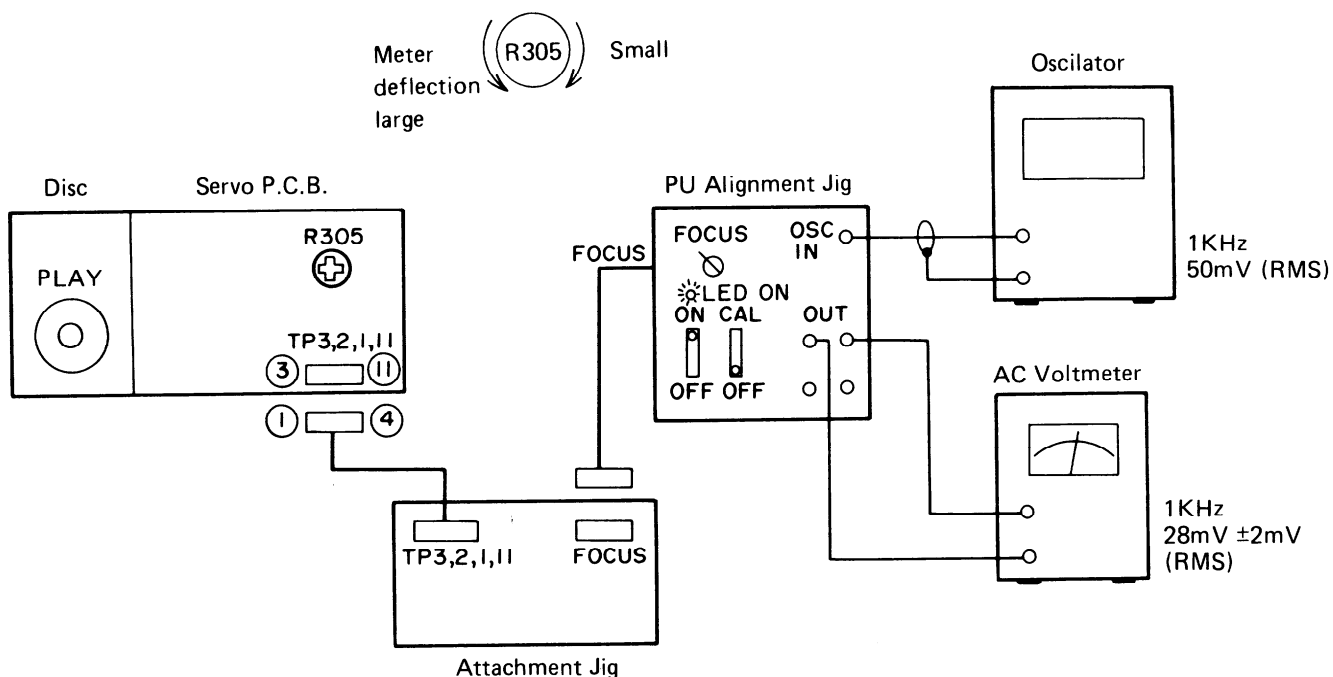 Meter
deflection
large
R305
Small
Oscilator
1KHz
50mV (RMS)
Disc
Servo P.C.B.
PLAY
R305
TP3,2,1,11
3
11
1
4
PU Alignment Jig
FOCUS
FOCUS
OSC
IN
LED ON
ON CAL
OUT
OFF OFF
AC Voltmeter
1KHz
28mV ±2mV
(RMS)
TP3,2,1,11
FOCUS
Attachment Jig